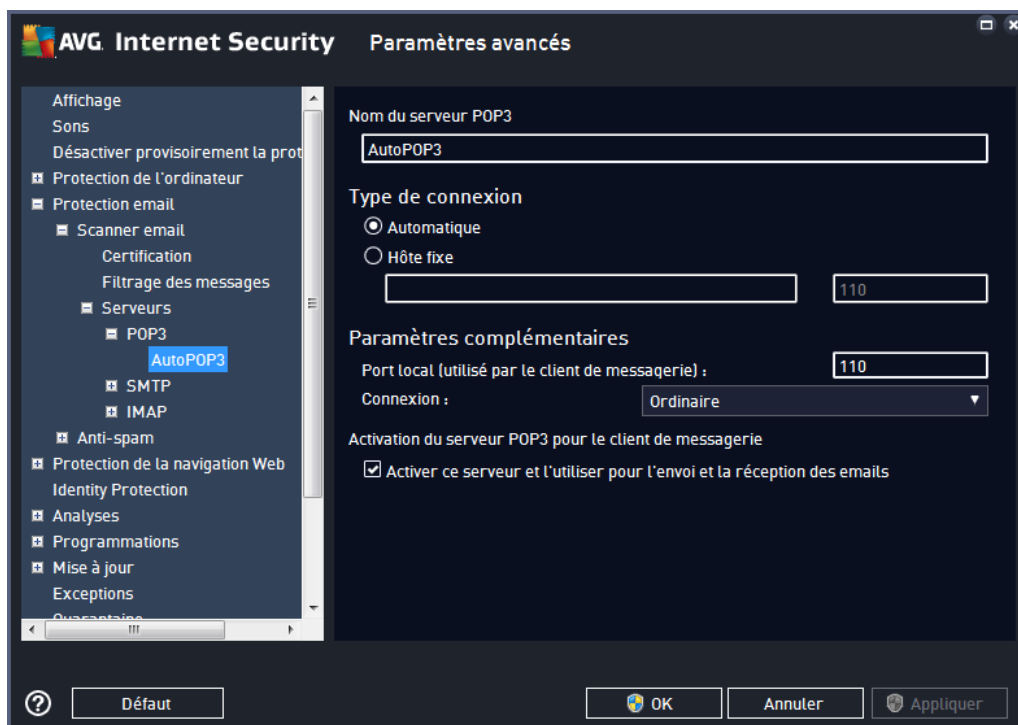 AVG. Internet Security Paramètres avancés
Affichage
Sons
Désactiver provisoirement la prot
Protection de l'ordinateur
Protection email
Scanner email
Certification
Filtrage des messages
Serveurs
POP3
AutoPOP3
SMTP
IMAP
Anti-spam
Protection de la navigation Web
Identity Protection
Analyses
Programmations
Mise à jour
Exceptions
Quarantaine
Nom du serveur POP3
AutoPOP3
Type de connexion
Automatique
Hôte fixe
110
Paramètres complémentaires
Port local (utilisé par le client de messagerie) : 110
Connexion : Ordinaire
Activation du serveur POP3 pour le client de messagerie
Activer ce serveur et l'utiliser pour l'envoi et la réception des emails
? Défaut OK Annuler Appliquer